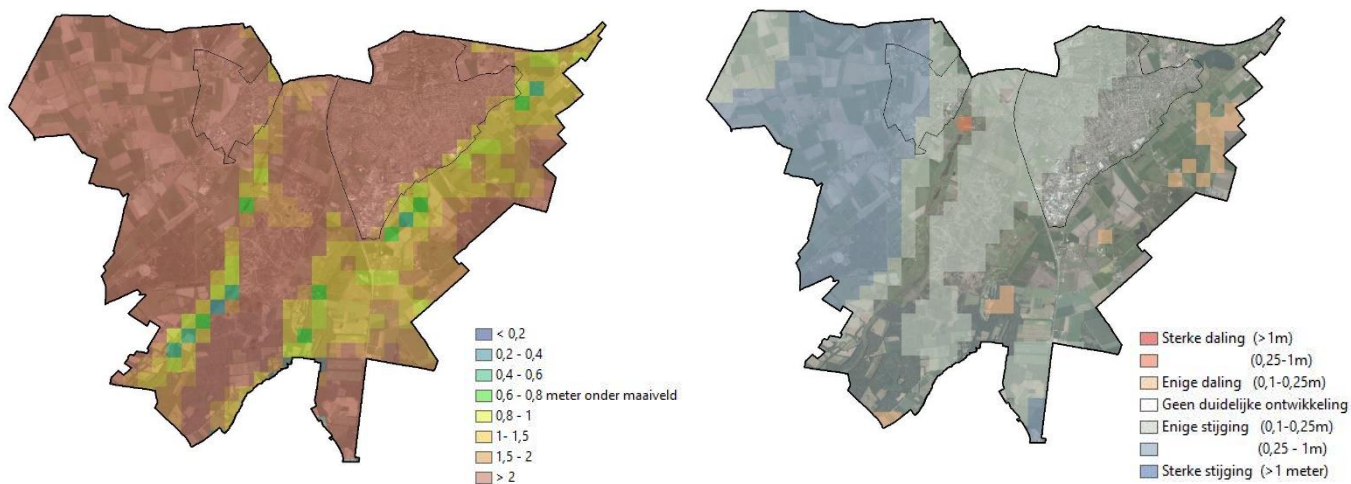 < 0,2
0,2 - 0,4
0,4 - 0,6
0,6 - 0,8 meter onder maaiveld
0,8 - 1
1- 1,5
1,5 - 2
> 2
Sterke daling (>1m)
(0,25-1m)
Enige daling (0,1-0,25m)
Geen duidelijke ontwikkeling
Enige stijging (0,1-0,25m)
(0,25 - 1m)
Sterke stijging (>1 meter)